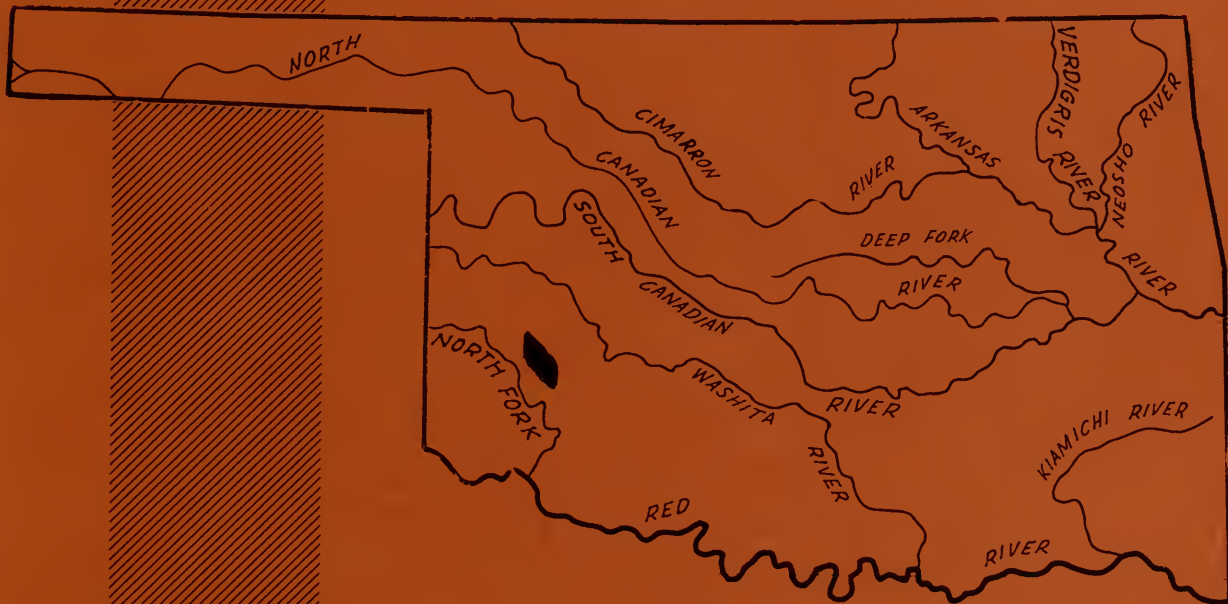 NORTH
CANADIAN
RIVER
CIMARRON
RIVER
ARKANSAS
RIVER
VERDIGRIS
RIVER
NEOSHO
RIVER
DEEP FORK
SOUTH
CANADIAN
RIVER
NORTH FORK
WASHITA
RIVER
KIAMICHI RIVER
RED
RIVER